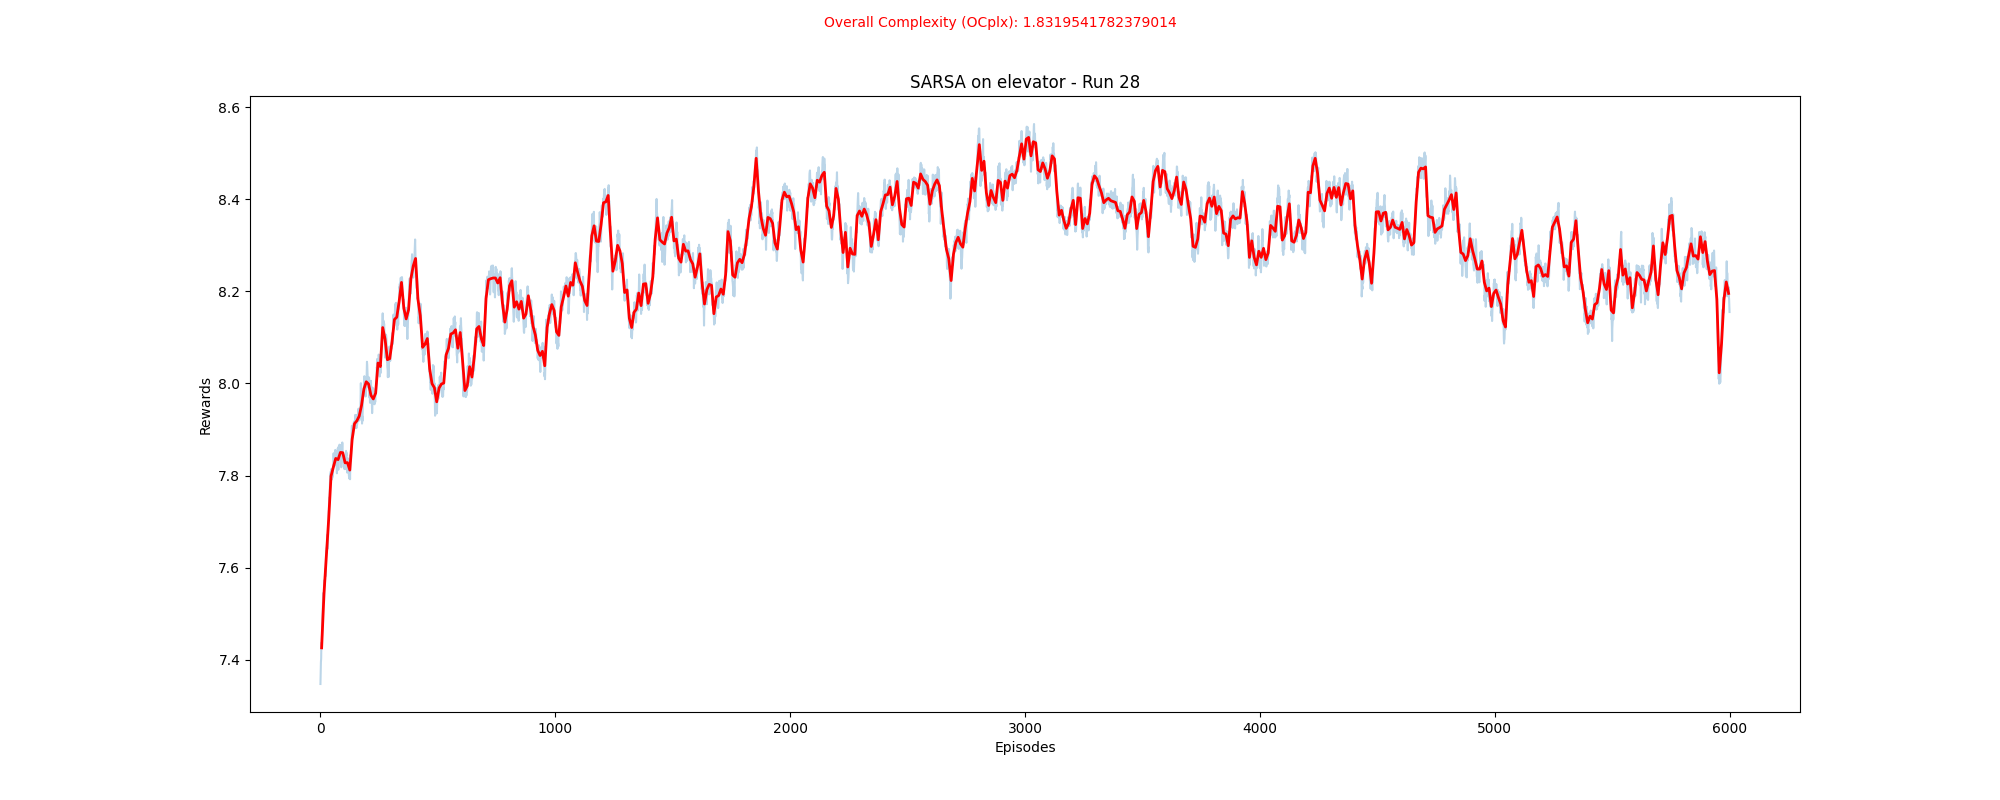 Overall Complexity (OCplx): 1.8319541782379014
SARSA on elevator - Run 28
8.6
8.4
8.2
8.0
7.8
7.6
7.4
Rewards
0 1000 2000 3000 4000 5000 6000
Episodes